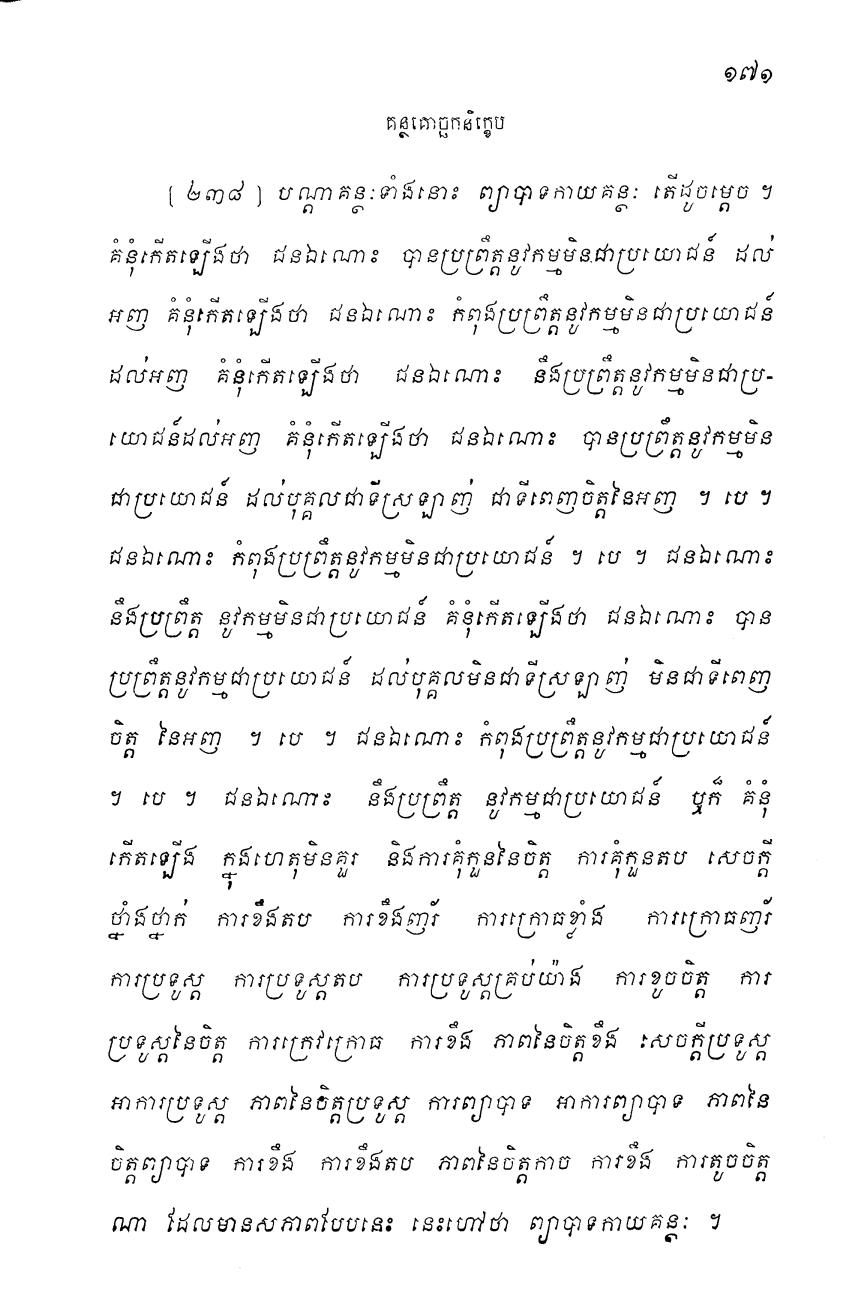 ១៧១
គន្ថគោច្ឆកនិក្ខេប
[ ២៣៨ ] បណ្តាគន្ថៈទាំងនោះ ព្យាបាទកាយគន្ថៈ តើដូចម្តេច ។
គំនុំកើតឡើងថា ជនឯណោះ បានប្រព្រឹត្តនូវកម្មមិនជាប្រយោជន៍ ដល់
អញ គំនុំកើតឡើងថា ជនឯណោះ កំពុងប្រព្រឹត្តនូវកម្មមិនជាប្រយោជន៍
ដល់អញ គំនុំកើតឡើងថា ជនឯណោះ នឹងប្រព្រឹត្តនូវកម្មមិនជាប្រ-
យោជន៍ដល់អញ គំនុំកើតឡើងថា ជនឯណោះ បានប្រព្រឹត្តនូវកម្មមិន
ជាប្រយោជន៍ ដល់បុគ្គលជាទីស្រឡាញ់ ជាទីពេញចិត្តនៃអញ ។ បេ ។
ជនឯណោះ កំពុងប្រព្រឹត្តនូវកម្មមិនជាប្រយោជន៍ ។ បេ ។ ជនឯណោះ
នឹងប្រព្រឹត្ត នូវកម្មមិនជាប្រយោជន៍ គំនុំកើតឡើងថា ជនឯណោះ បាន
ប្រព្រឹត្តនូវកម្មជាប្រយោជន៍ ដល់បុគ្គលមិនជាទីស្រឡាញ់ មិនជាទីពេញ
ចិត្ត នៃអញ ។ បេ ។ ជនឯណោះ កំពុងប្រព្រឹត្តនូវកម្មជាប្រយោជន៍
។ បេ ។ ជនឯណោះ នឹងប្រព្រឹត្ត នូវកម្មជាប្រយោជន៍ ឬក៏ គំនុំ
កើតឡើង ក្នុងហេតុមិនគួរ និងការគុំកួននៃចិត្ត ការគុំកួនតប សេចក្តី
ថ្នាំងថ្នាក់ ការខឹងតប ការខឹងញរ័ ការក្រោធខ្លាំង ការក្រោធញរ័
ការប្រទូស្ត ការប្រទូស្តតប ការប្រទូស្តគ្រប់យ៉ាង ការខូចចិត្ត ការ
ប្រទូស្តនៃចិត្ត ការក្រេវក្រោធ ការខឹង ភាពនៃចិត្តខឹង សេចក្តីប្រទូស្ត
អាការប្រទូស្ត ភាពនៃចិត្តប្រទូស្ត ការព្យាបាទ អាការព្យាបាទ ភាពនៃ
ចិត្តព្យាបាទ ការខឹង ការខឹងតប ភាពនៃចិត្តកាច ការខឹង ការតូចចិត្ត
ណា ដែលមានសភាពបែបនេះ នេះហៅថា ព្យាបាទកាយគន្ថៈ ។